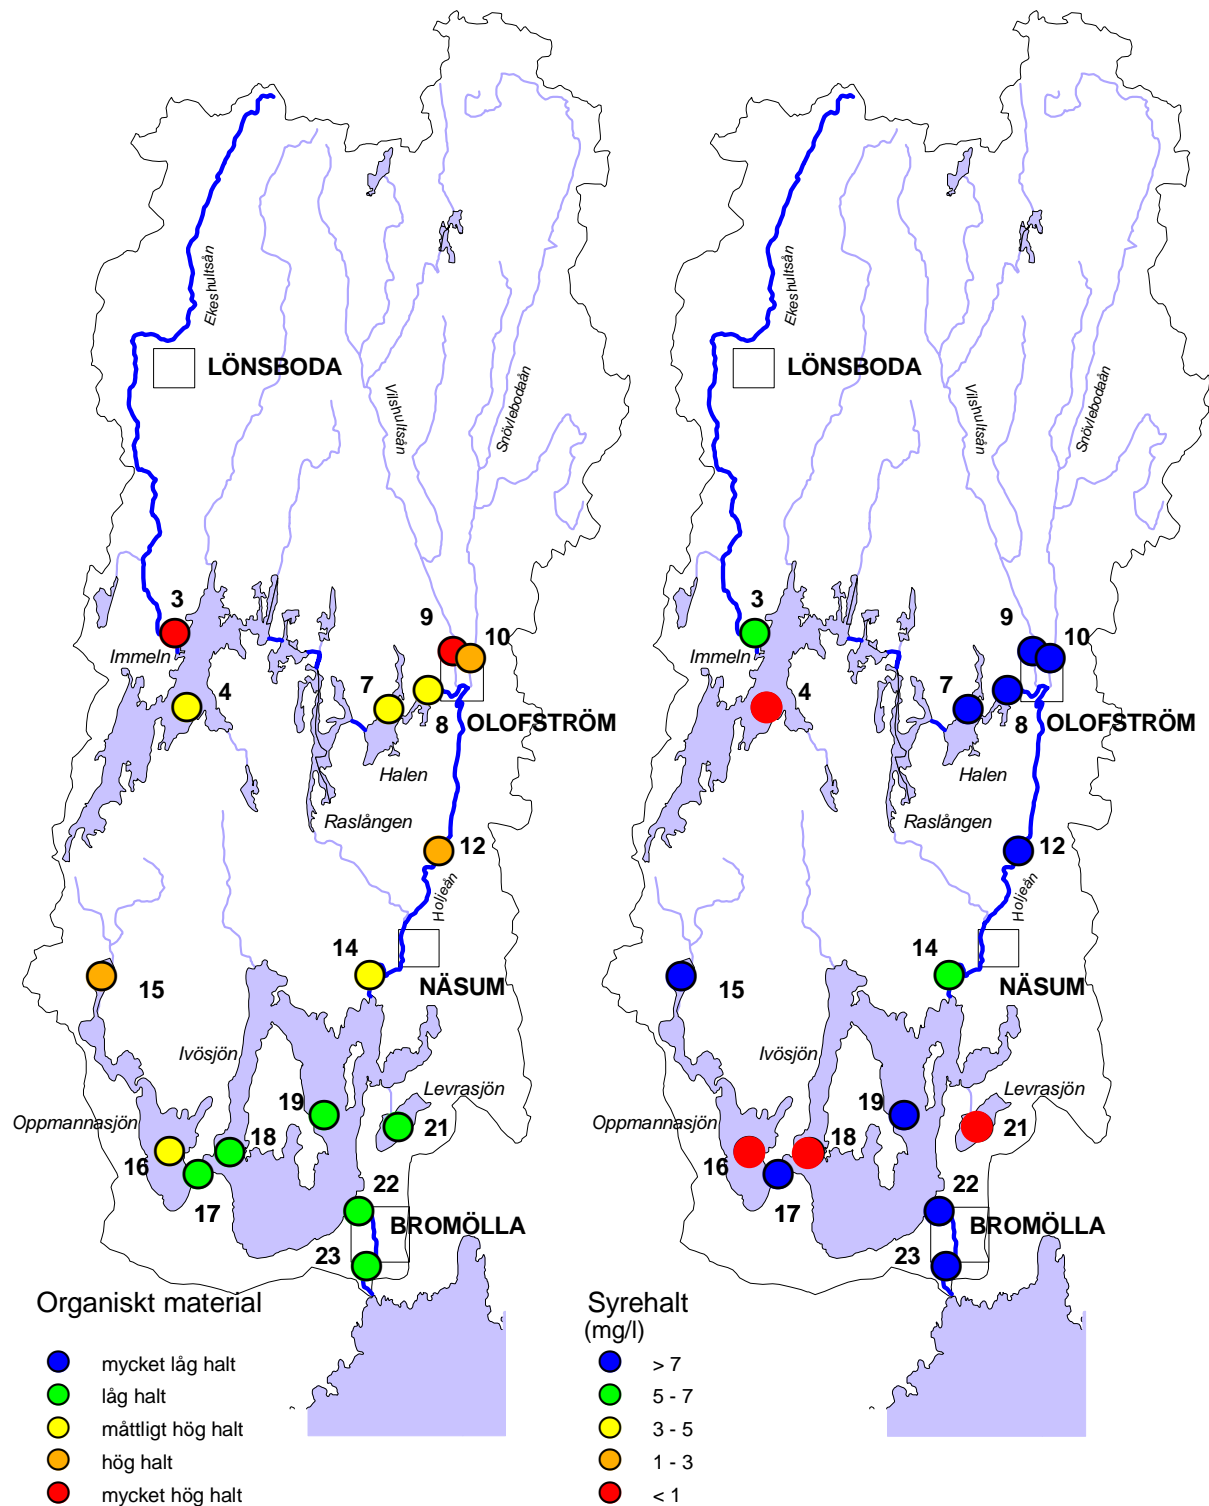 Ekeshultsån
LÖNSBODA
Vilshultsån
Snövlebodaån
3
9
10
Immeln
4
7
8
OLOFSTRÖM
Halen
Raslången
12
Holjeån
14
NÄSUM
15
Ivösjön
Levrasjön
19
Oppmannasjön
18
21
16
17
22
BROMÖLLA
23
Organiskt material
mycket låg halt
låg halt
måttligt hög halt
hög halt
mycket hög halt
Ekeshultsån
LÖNSBODA
Vilshultsån
Snövlebodaån
3
9
10
Immeln
4
7
8
OLOFSTRÖM
Halen
Raslången
12
Holjeån
14
NÄSUM
15
Ivösjön
Levrasjön
19
Oppmannasjön
18
21
16
17
22
BROMÖLLA
23
Syrehalt
(mg/l)
> 7
5 - 7
3 - 5
1 - 3
< 1